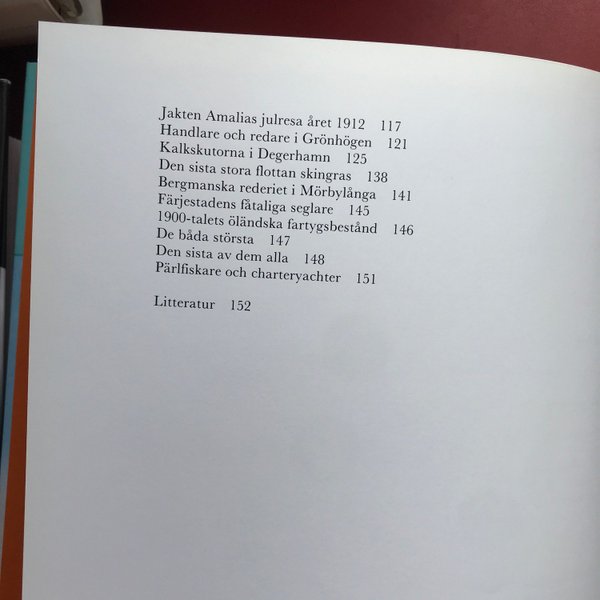 Jakten Amalias julresa året 1912 117
Handlare och redare i Grönhögen 121
Kalkskutorna i Degerhamn 125
Den sista stora flottan skingras 138
Bergmanska rederiet i Mörbylånga 141
Färjestadens fåtaliga seglare 145
1900-talets öländska fartygsbestånd 146
De båda största 147
Den sista av dem alla 148
Pärlfiskare och charteryachter 151
Litteratur 152